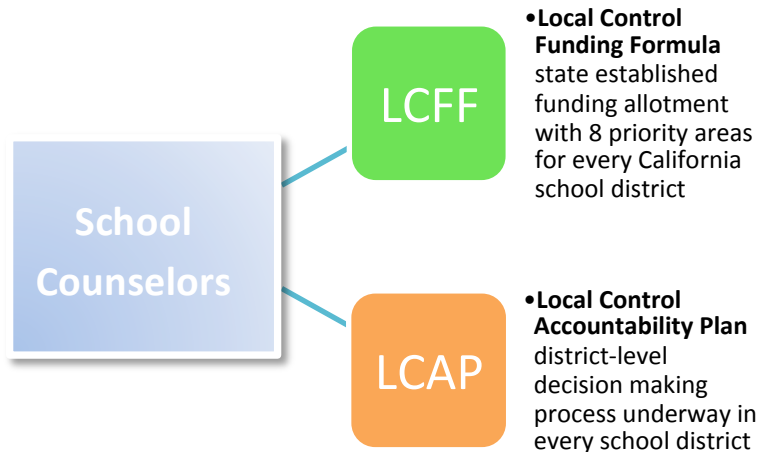 School
Counselors
LCFF
•Local Control
Funding Formula
state established
funding allotment
with 8 priority areas
for every California
school district
LCAP
•Local Control
Accountability Plan
district-level
decision making
process underway in
every school district